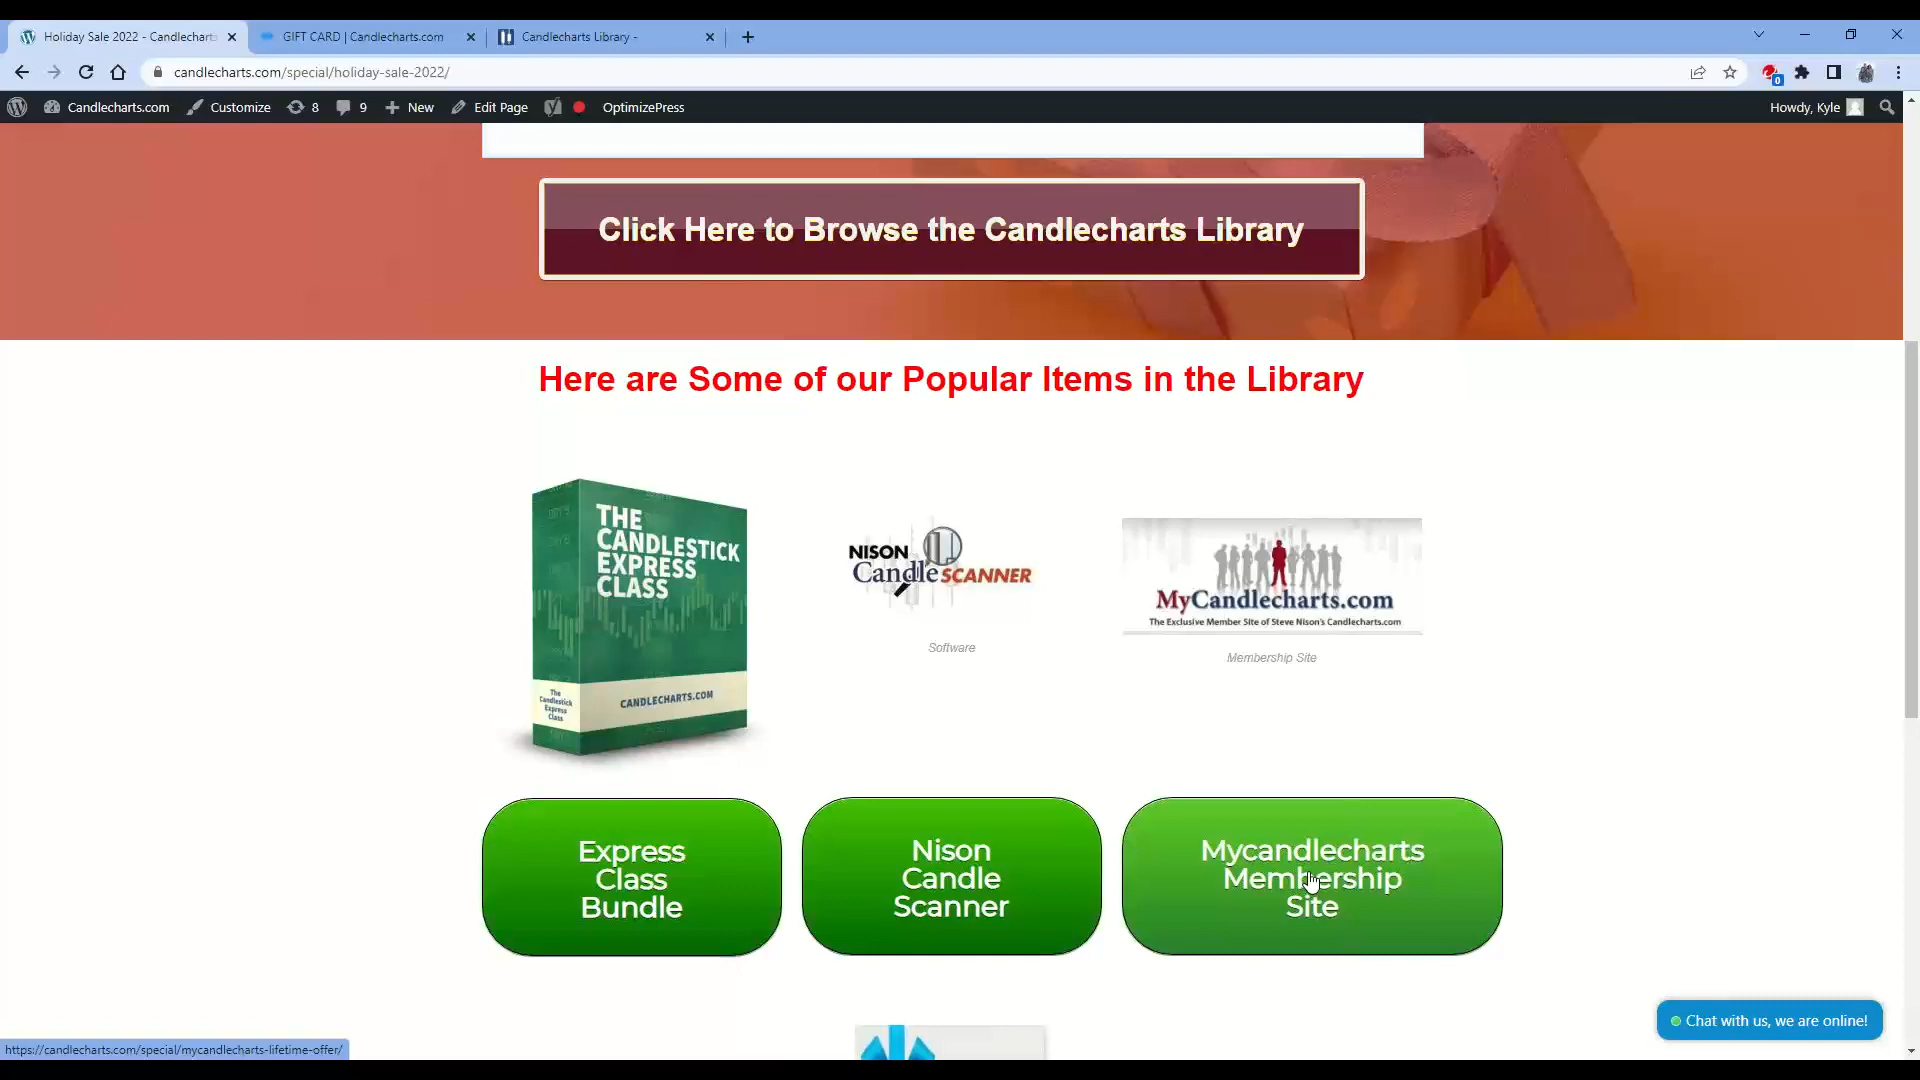 Holiday Sale 2022 - Candlecharts
GIFT CARD | Candlecharts.com
Candlecharts Library -
candlecharts.com/special/holiday-sale-2022/
0
Candlecharts.com
Customize
8
9
New
Edit Page
OptimizePress
Howdy, Kyle
Click Here to Browse the Candlecharts Library
Here are Some of our Popular Items in the Library
THE
CANDLESTICK
EXPRESS
CLASS
The
Candlestick
Express
Class
CANDLECHARTS.COM
NISON
CandleSCANNER
Software
MyCandlecharts.com
The Exclusive Member Site of Steve Nison's Candlecharts.com
Membership Site
Express
Class
Bundle
Nison
Candle
Scanner
Mycandlecharts
Membership
Site
Chat with us, we are online!
https://candlecharts.com/special/mycandlecharts-lifetime-offer/